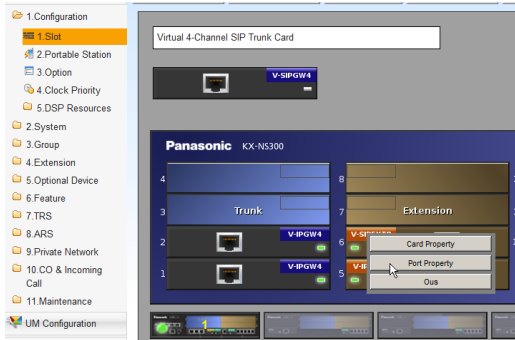 1.Configuration
1.Slot
2.Portable Station
3.Option
4.Clock Priority
5.DSP Resources
2.System
3.Group
4.Extension
5.Optional Device
6.Feature
7.TRS
8.ARS
9.Private Network
10.CO & Incoming
Call
11.Maintenance
UM Configuration
Virtual 4-Channel SIP Trunk Card
V-SIPGW4
Panasonic KX-NS300
4
8
3
Trunk
7
Extension
2
V-IPGW4
6
1
V-IPGW4
5
Card Property
Port Property
Ous
1